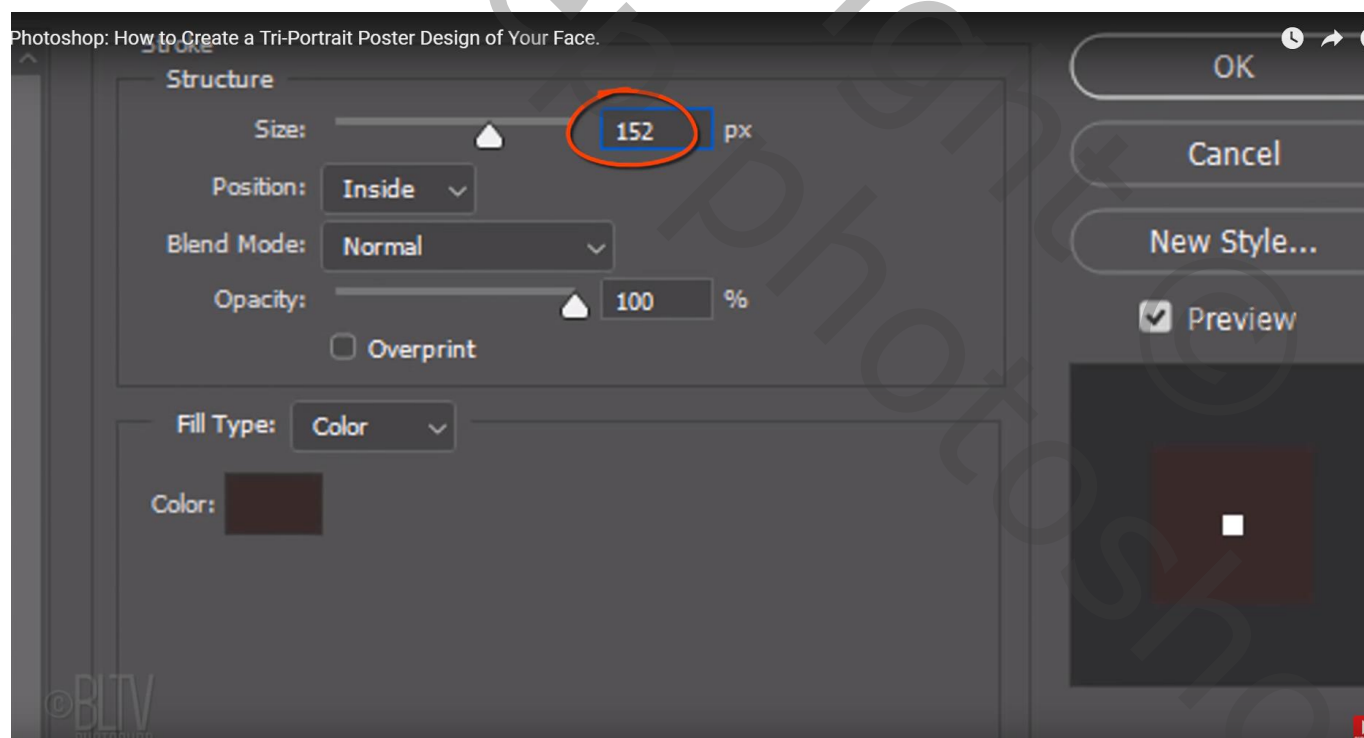 Photoshop: How to Create a Tri-Portrait Poster Design of Your Face.
Stroke
Structure
Size: 152 px
Position: Inside
Blend Mode: Normal
Opacity: 100 %
Overprint
Fill Type: Color
Color:
OK
Cancel
New Style...
Preview
©BLTV